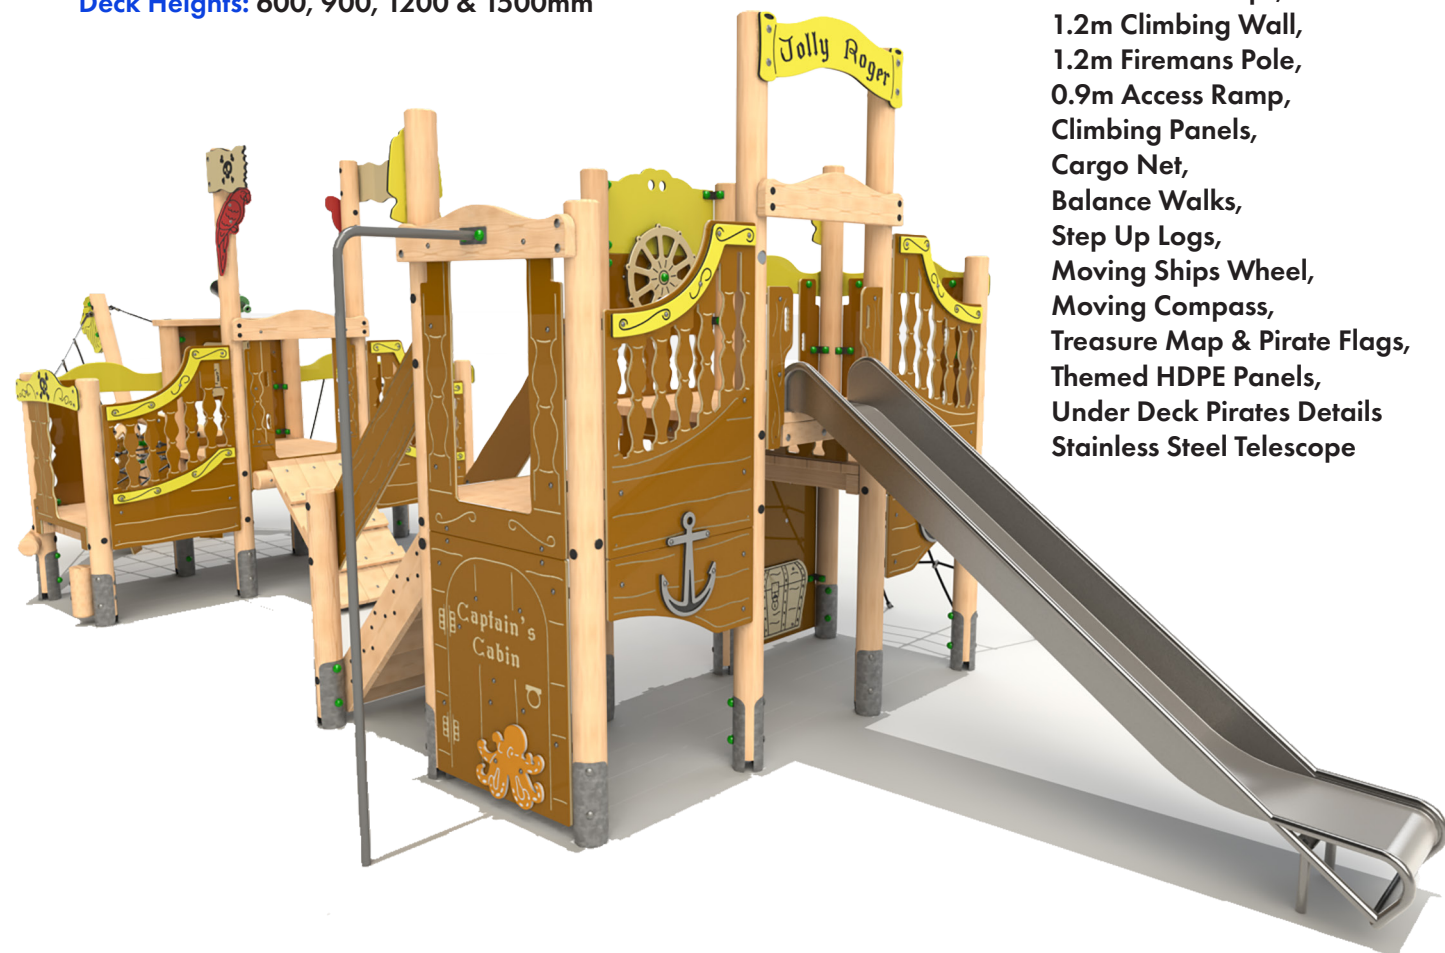 Deck Heights: 600, 900, 1200 & 1500mm
1.2m Climbing Wall,
1.2m Firemans Pole,
0.9m Access Ramp,
Climbing Panels,
Cargo Net,
Balance Walks,
Step Up Logs,
Moving Ships Wheel,
Moving Compass,
Treasure Map & Pirate Flags,
Themed HDPE Panels,
Under Deck Pirates Details
Stainless Steel Telescope
Jolly Roger
Captain's
Cabin